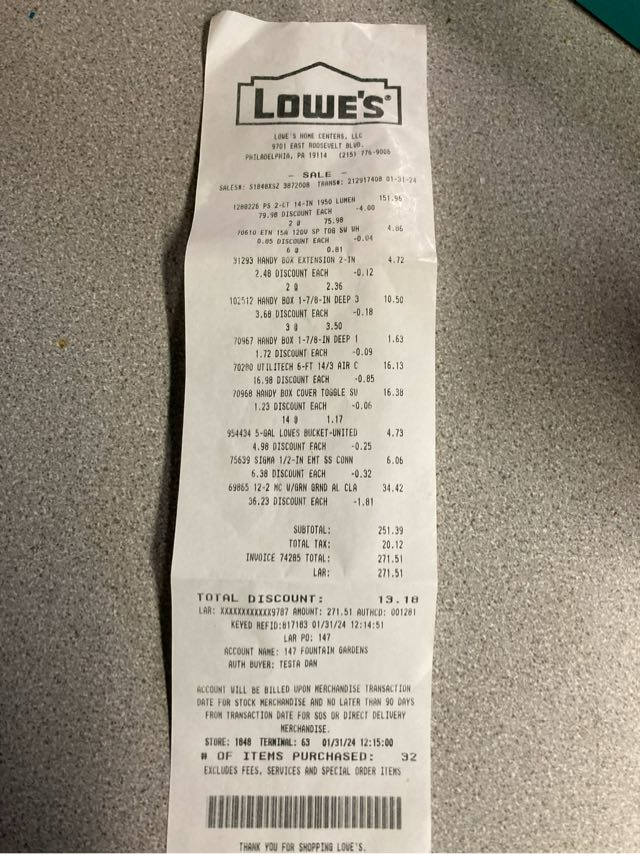 LOWE'S®
LOWE'S HOME CENTERS, LLC
9701 EAST ROOSEVELT BLVD.
PHILADELPHIA, PA 19114 (215) 776-9006
- SALE -
SALES#: S1848XS2 3872008 TRANS#: 212917408 01-31-24
1280226 PS 2-LT 14-IN 1950 LUMEN 151.96
79.98 DISCOUNT EACH -4.00
2 @ 75.98
70610 ETN 15A 120V SP TOG SW WH 4.86
0.85 DISCOUNT EACH -0.04
6 @ 0.81
31293 HANDY BOX EXTENSION 2-IN 4.72
2.48 DISCOUNT EACH -0.12
2 @ 2.36
102512 HANDY BOX 1-7/8-IN DEEP 3 10.50
3.68 DISCOUNT EACH -0.18
3 @ 3.50
70967 HANDY BOX 1-7/8-IN DEEP 1 1.63
1.72 DISCOUNT EACH -0.09
70280 UTILITECH 6-FT 14/3 AIR C 16.13
16.98 DISCOUNT EACH -0.85
70968 HANDY BOX COVER TOGGLE SW 16.38
1.23 DISCOUNT EACH -0.06
14 @ 1.17
954434 5-GAL LOWES BUCKET-UNITED 4.73
4.98 DISCOUNT EACH -0.25
75639 SIGMA 1/2-IN EMT SS CONN 6.06
6.38 DISCOUNT EACH -0.32
69865 12-2 MC W/GRN GRND AL CLA 34.42
36.23 DISCOUNT EACH -1.81
SUBTOTAL: 251.39
TOTAL TAX: 20.12
INVOICE 74285 TOTAL: 271.51
LAR: 271.51
TOTAL DISCOUNT: 13.18
LAR: XXXXXXXXXXXX9787 AMOUNT: 271.51 AUTHCD: 001281
KEYED REFID:817183 01/31/24 12:14:51
LAR PO: 147
ACCOUNT NAME: 147 FOUNTAIN GARDENS
AUTH BUYER: TESTA DAN
ACCOUNT WILL BE BILLED UPON MERCHANDISE TRANSACTION
DATE FOR STOCK MERCHANDISE AND NO LATER THAN 90 DAYS
FROM TRANSACTION DATE FOR SOS OR DIRECT DELIVERY
MERCHANDISE.
STORE: 1848 TERMINAL: 63 01/31/24 12:15:00
# OF ITEMS PURCHASED: 32
EXCLUDES FEES, SERVICES AND SPECIAL ORDER ITEMS
THANK YOU FOR SHOPPING LOWE'S.